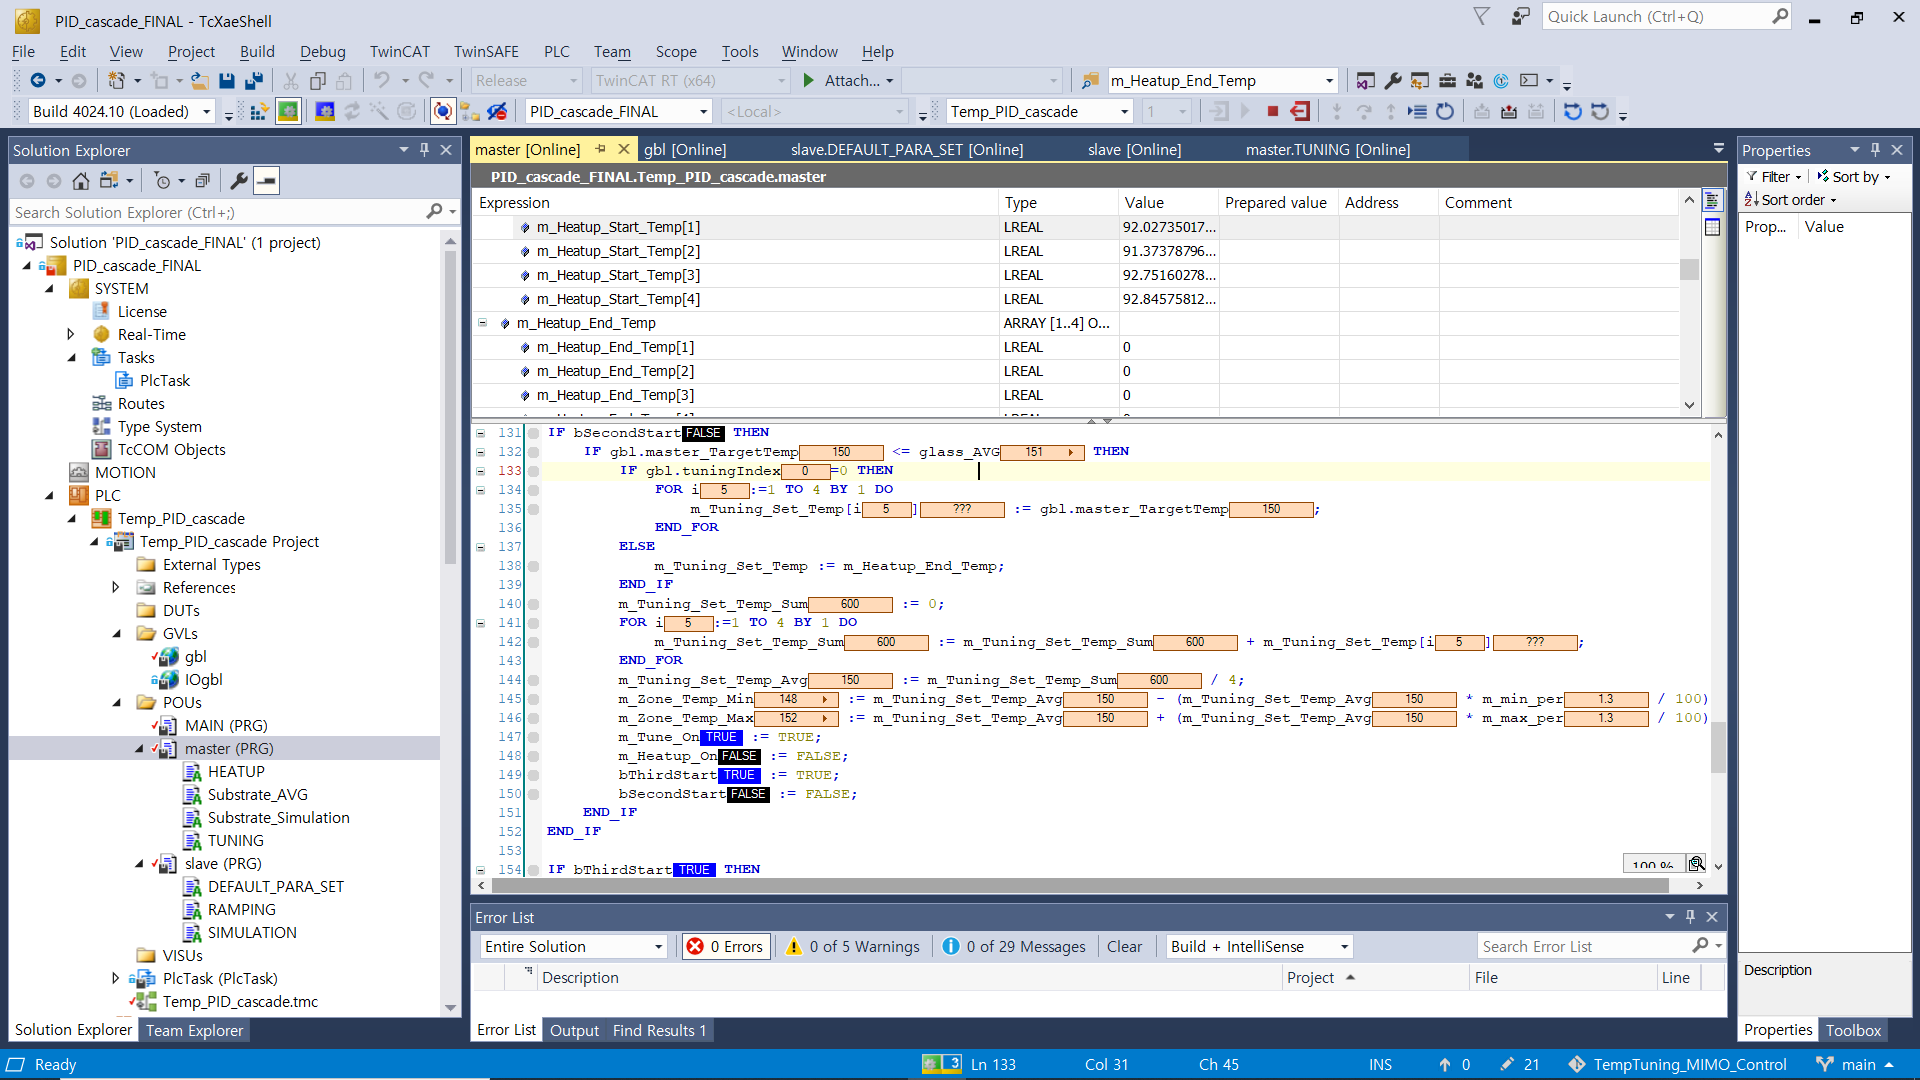 PID_cascade_FINAL - TcXaeShell
Quick Launch (Ctrl+Q)
File Edit View Project Build Debug TwinCAT TwinSAFE PLC Team Scope Tools Window Help
Release TwinCAT RT (x64) Attach... m_Heatup_End_Temp
Build 4024.10 (Loaded) PID_cascade_FINAL <Local> Temp_PID_cascade 1
Solution Explorer
Search Solution Explorer (Ctrl+;)
Solution 'PID_cascade_FINAL' (1 project)
PID_cascade_FINAL
SYSTEM
License
Real-Time
Tasks
PlcTask
Routes
Type System
TcCOM Objects
MOTION
PLC
Temp_PID_cascade
Temp_PID_cascade Project
External Types
References
DUTs
GVLs
gbl
IOgbl
POUs
MAIN (PRG)
master (PRG)
HEATUP
Substrate_AVG
Substrate_Simulation
TUNING
slave (PRG)
DEFAULT_PARA_SET
RAMPING
SIMULATION
VISUs
PlcTask (PlcTask)
Temp_PID_cascade.tmc
Solution Explorer Team Explorer
master [Online] gbl [Online] slave.DEFAULT_PARA_SET [Online] slave [Online] master.TUNING [Online]
PID_cascade_FINAL.Temp_PID_cascade.master
Expression Type Value Prepared value Address Comment
m_Heatup_Start_Temp[1] LREAL 92.02735017...
m_Heatup_Start_Temp[2] LREAL 91.37378796...
m_Heatup_Start_Temp[3] LREAL 92.75160278...
m_Heatup_Start_Temp[4] LREAL 92.84575812...
m_Heatup_End_Temp ARRAY [1..4] O...
m_Heatup_End_Temp[1] LREAL 0
m_Heatup_End_Temp[2] LREAL 0
m_Heatup_End_Temp[3] LREAL 0
131 IF bSecondStart FALSE THEN
132 IF gbl.master_TargetTemp 150 <= glass_AVG 151 THEN
133 IF gbl.tuningIndex 0 =0 THEN
134 FOR i 5 :=1 TO 4 BY 1 DO
135 m_Tuning_Set_Temp[i 5 ] ??? := gbl.master_TargetTemp 150 ;
136 END_FOR
137 ELSE
138 m_Tuning_Set_Temp := m_Heatup_End_Temp;
139 END_IF
140 m_Tuning_Set_Temp_Sum 600 := 0;
141 FOR i 5 :=1 TO 4 BY 1 DO
142 m_Tuning_Set_Temp_Sum 600 := m_Tuning_Set_Temp_Sum 600 + m_Tuning_Set_Temp[i 5 ] ??? ;
143 END_FOR
144 m_Tuning_Set_Temp_Avg 150 := m_Tuning_Set_Temp_Sum 600 / 4;
145 m_Zone_Temp_Min 148 := m_Tuning_Set_Temp_Avg 150 - (m_Tuning_Set_Temp_Avg 150 * m_min_per 1.3 / 100)
146 m_Zone_Temp_Max 152 := m_Tuning_Set_Temp_Avg 150 + (m_Tuning_Set_Temp_Avg 150 * m_max_per 1.3 / 100)
147 m_Tune_On TRUE := TRUE;
148 m_Heatup_On FALSE := FALSE;
149 bThirdStart TRUE := TRUE;
150 bSecondStart FALSE := FALSE;
151 END_IF
152 END_IF
153
154 IF bThirdStart TRUE THEN
100 %
Error List
Entire Solution 0 Errors 0 of 5 Warnings 0 of 29 Messages Clear Build + IntelliSense Search Error List
Description Project File Line
Error List Output Find Results 1
Properties
Filter Sort by
Sort order
Prop... Value
Description
Properties Toolbox
Ready 3 Ln 133 Col 31 Ch 45 INS 0 21 TempTuning_MIMO_Control main